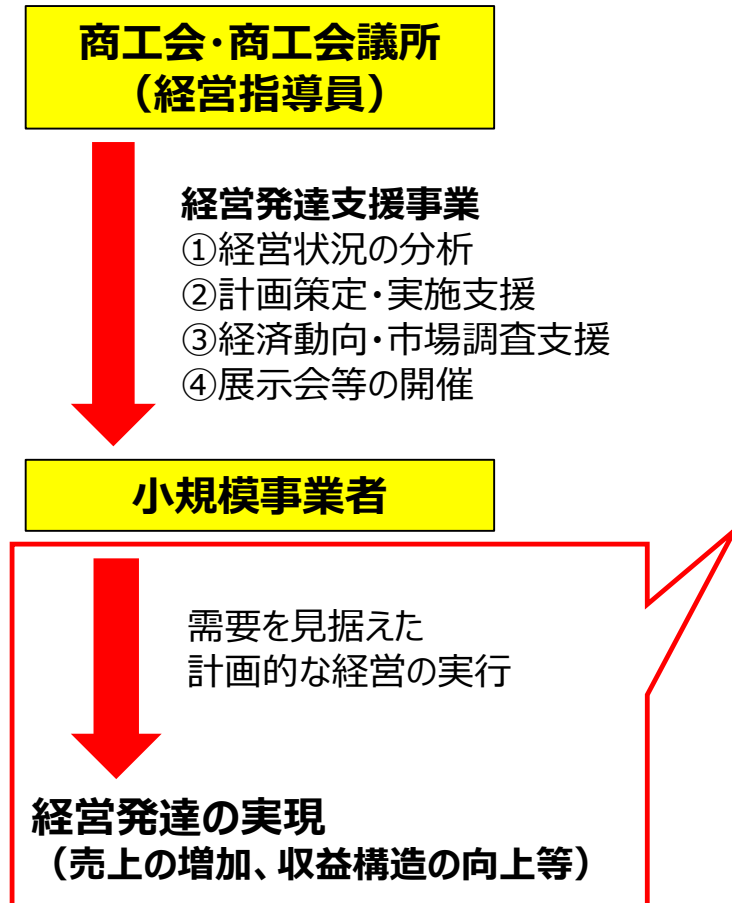 商工会・商工会議所
（経営指導員）
経営発達支援事業
①経営状況の分析
②計画策定・実施支援
③経済動向・市場調査支援
④展示会等の開催
小規模事業者
需要を見据えた
計画的な経営の実行
経営発達の実現
（売上の増加、収益構造の向上等）